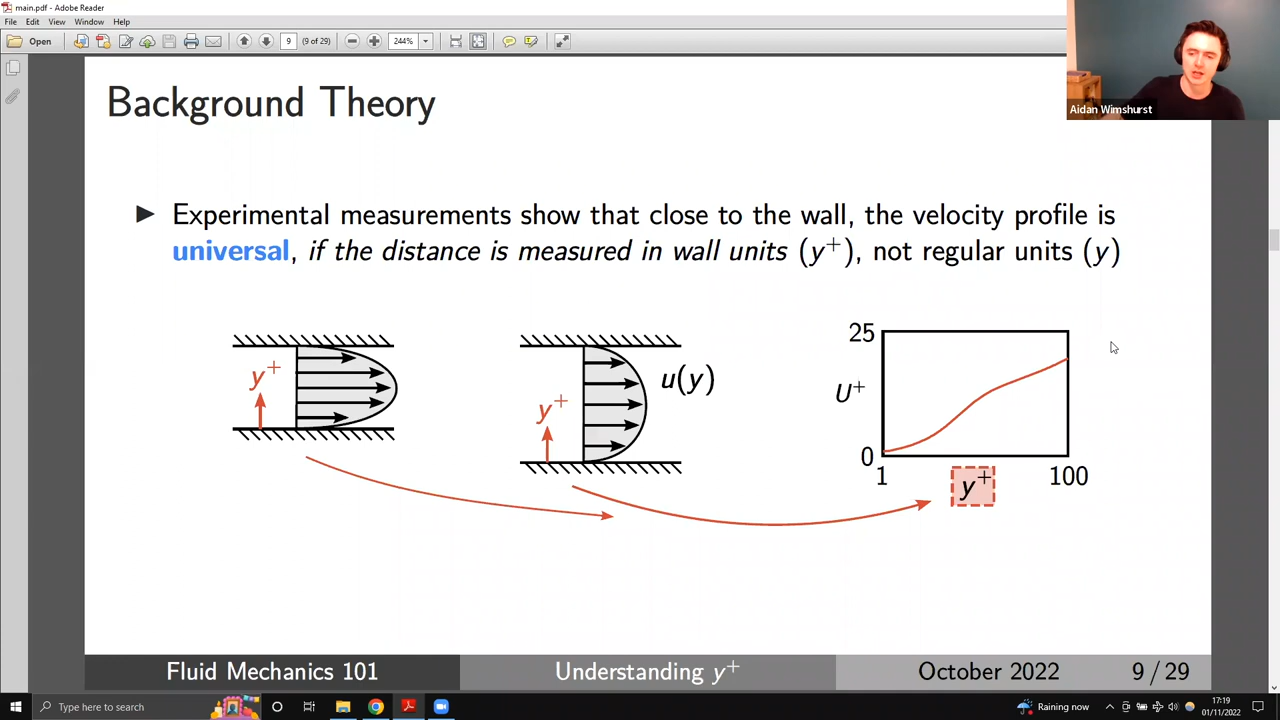 main.pdf - Adobe Reader
File Edit View Window Help
Open 9 (9 of 29) 244%
Aidan Wimshurst
Background Theory
Experimental measurements show that close to the wall, the velocity profile is
universal, if the distance is measured in wall units (y⁺), not regular units (y)
y⁺
y⁺
u(y)
25
U⁺
0
1
y⁺
100
Fluid Mechanics 101 Understanding y⁺ October 2022 9 / 29
Type here to search
Raining now
17:19
01/11/2022